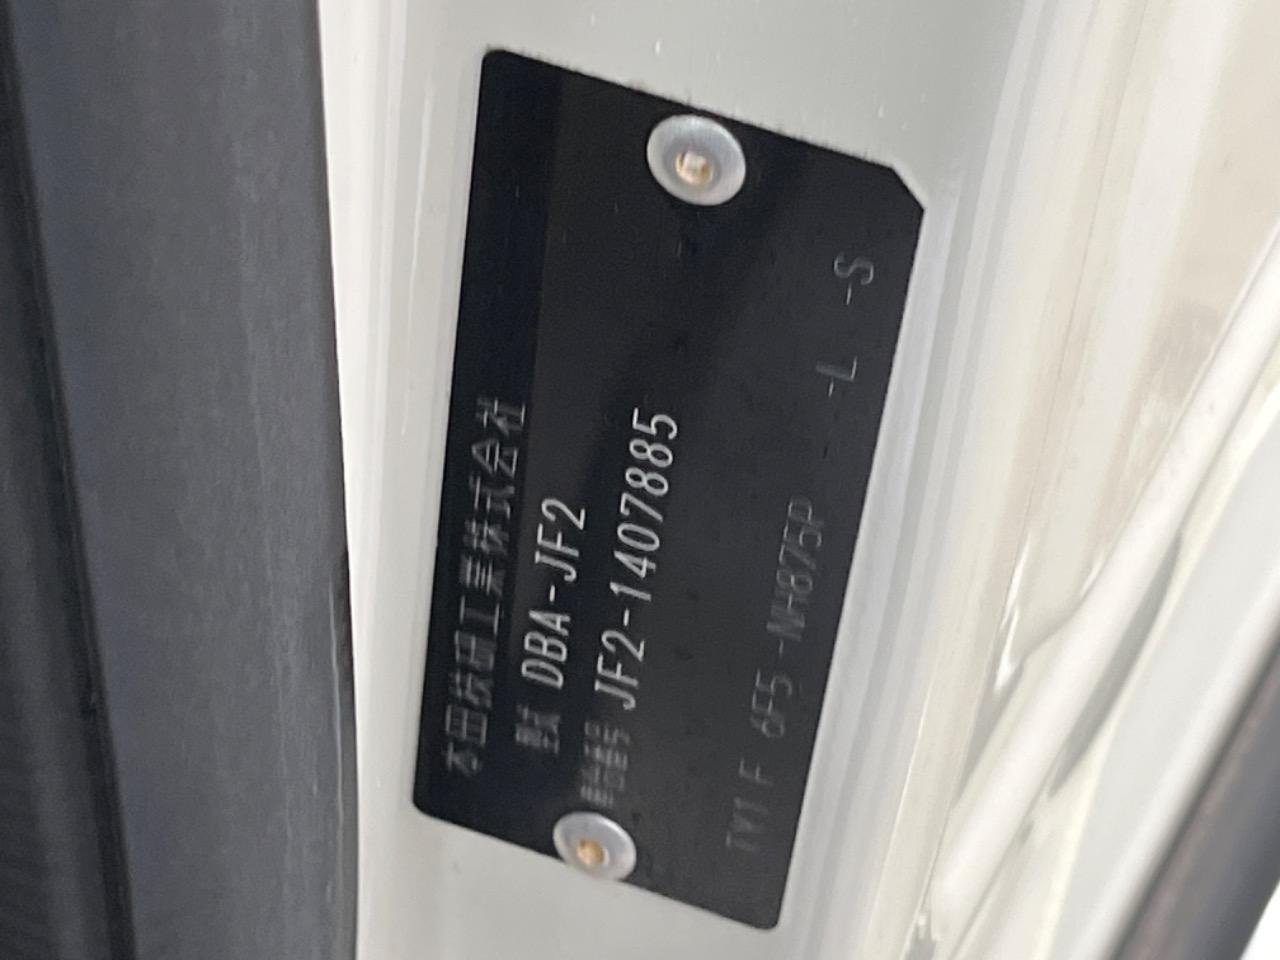 本田技研工業株式会社
型式 DBA-JF2
車台番号 JF2-1407885
TV1 F 6F5 -NH875P -L -S